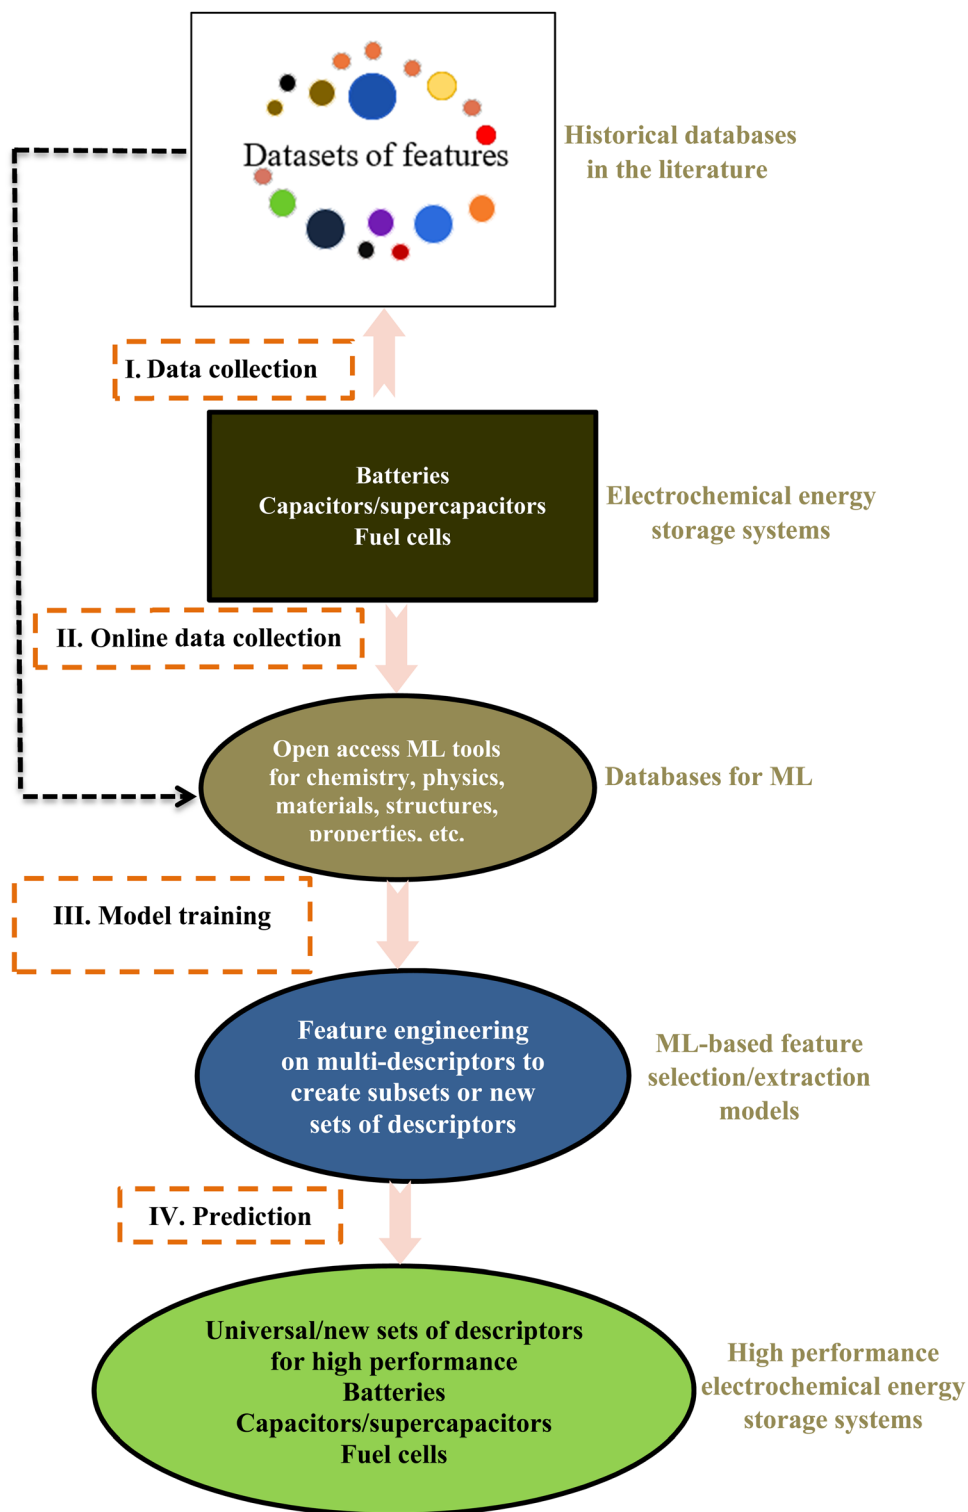 Datasets of features
Historical databases
in the literature
I. Data collection
Batteries
Capacitors/supercapacitors
Fuel cells
Electrochemical energy
storage systems
II. Online data collection
Open access ML tools
for chemistry, physics,
materials, structures,
properties, etc.
Databases for ML
III. Model training
Feature engineering
on multi-descriptors to
create subsets or new
sets of descriptors
ML-based feature
selection/extraction
models
IV. Prediction
Universal/new sets of descriptors
for high performance
Batteries
Capacitors/supercapacitors
Fuel cells
High performance
electrochemical energy
storage systems